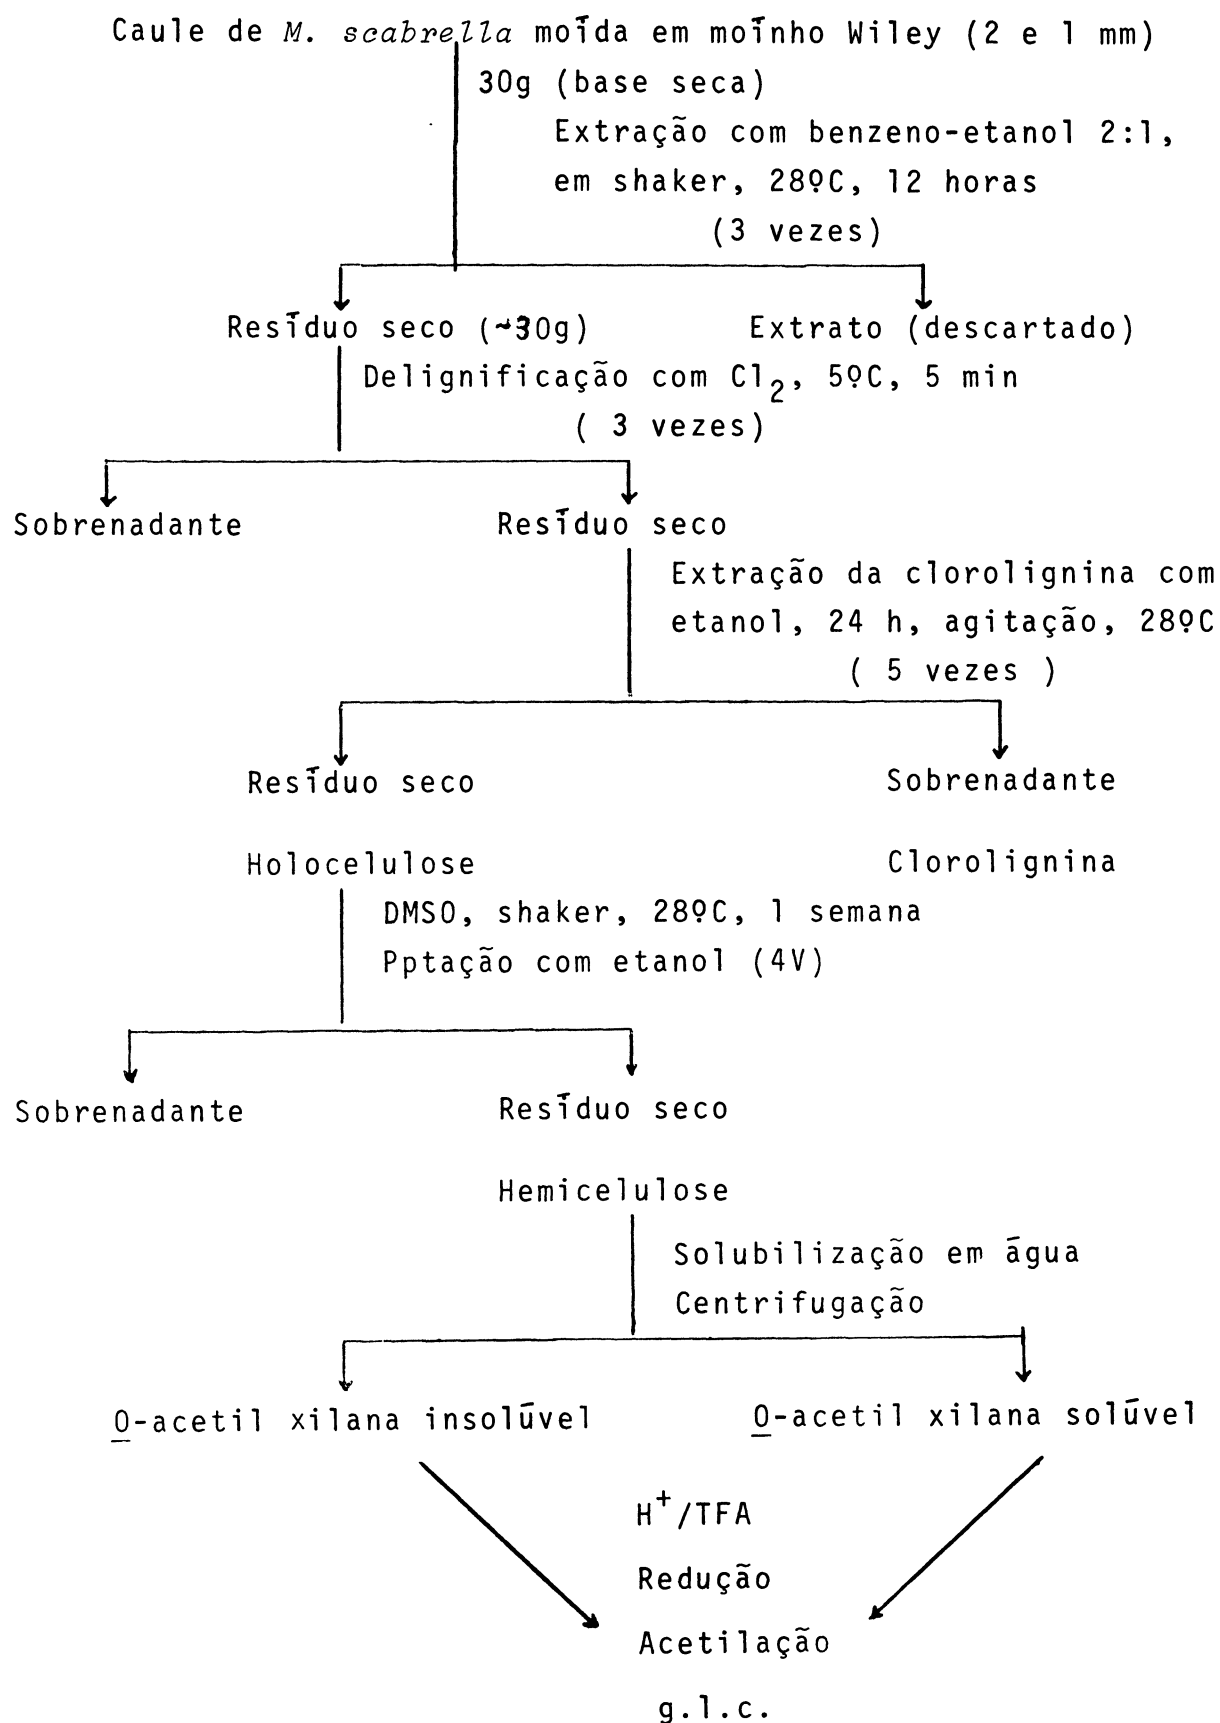 Caule de M. scabrella moída em moínho Wiley (2 e 1 mm)
30g (base seca)
Extração com benzeno-etanol 2:1,
em shaker, 28ºC, 12 horas
(3 vezes)
Resíduo seco (~30g)
Extrato (descartado)
Delignificação com Cl₂, 5ºC, 5 min
( 3 vezes)
Sobrenadante
Resíduo seco
Extração da clorolignina com
etanol, 24 h, agitação, 28ºC
( 5 vezes )
Resíduo seco
Sobrenadante
Holocelulose
Clorolignina
DMSO, shaker, 28ºC, 1 semana
Pptação com etanol (4V)
Sobrenadante
Resíduo seco
Hemicelulose
Solubilização em água
Centrifugação
O-acetil xilana insolúvel
O-acetil xilana solúvel
H⁺/TFA
Redução
Acetilação
g.l.c.